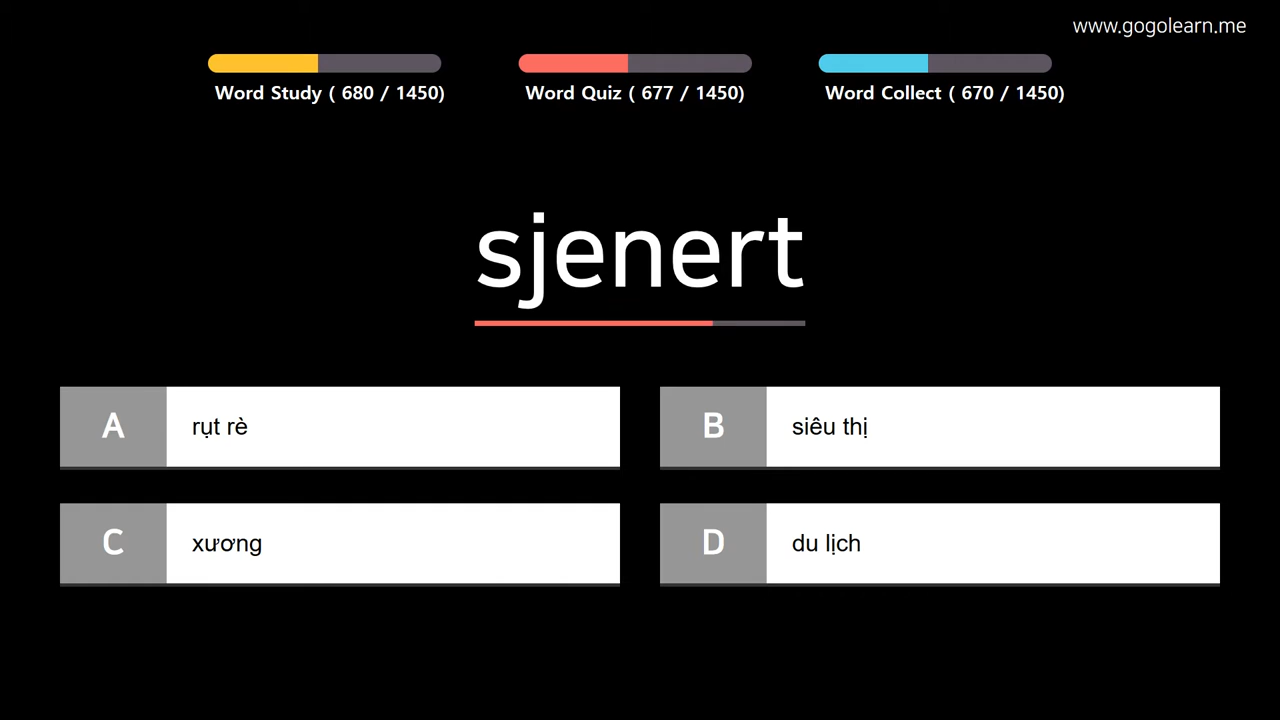 www.gogolearn.me
Word Study ( 680 / 1450)
Word Quiz ( 677 / 1450)
Word Collect ( 670 / 1450)
sjenert
A
rụt rè
B
siêu thị
C
xương
D
du lịch